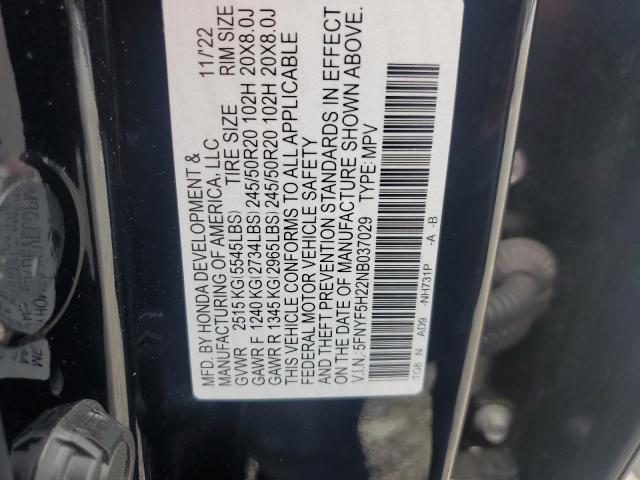 MFD. BY HONDA DEVELOPMENT & 11/22
MANUFACTURING OF AMERICA, LLC
TIRE SIZE RIM SIZE
GVWR 2515 KG(5545LBS)
GAWR F 1240 KG(2734LBS) 245/50R20 102H 20X8.0J
GAWR R 1345 KG(2965LBS) 245/50R20 102H 20X8.0J
THIS VEHICLE CONFORMS TO ALL APPLICABLE
FEDERAL MOTOR VEHICLE SAFETY
AND THEFT PREVENTION STANDARDS IN EFFECT
ON THE DATE OF MANUFACTURE SHOWN ABOVE.
V.I.N.: 5FNYF5H22NB037029 TYPE: MPV
TG8 N AD9 -NH731P -A -B